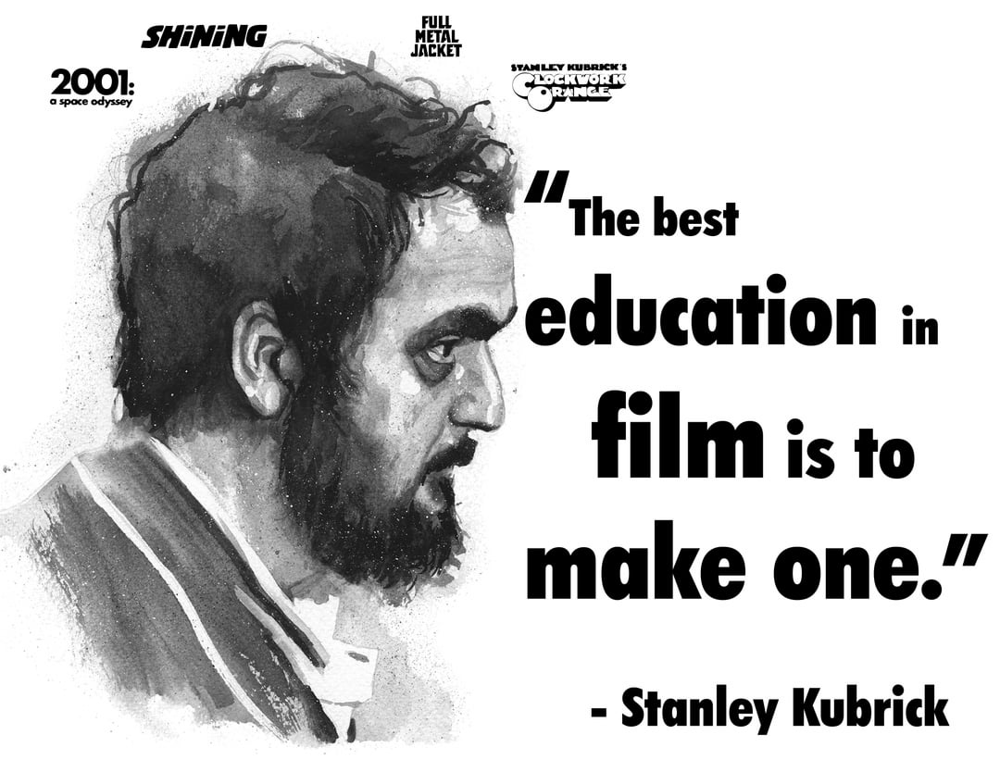 SHiNiNG
FULL
METAL
JACKET
2001:
a space odyssey
STANLEY KUBRICK'S
CLOCKWORK
ORANGE
“The best
education in
film is to
make one.”
- Stanley Kubrick